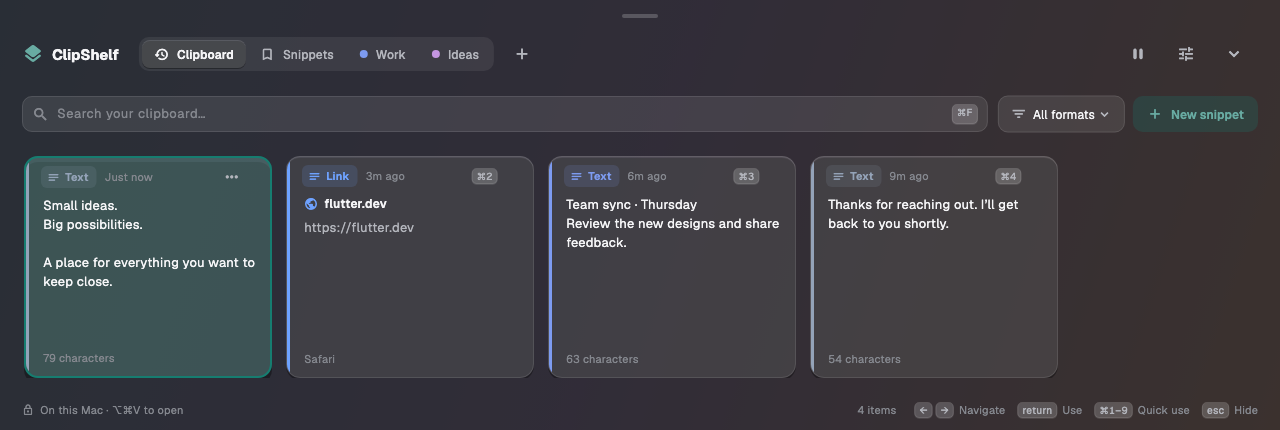 ClipShelf
Clipboard
Snippets
Work
Ideas
Search your clipboard…
⌘F
All formats
New snippet
Text
Just now
Small ideas.
Big possibilities.
A place for everything you want to
keep close.
79 characters
Link
3m ago
⌘2
flutter.dev
https://flutter.dev
Safari
Text
6m ago
⌘3
Team sync · Thursday
Review the new designs and share
feedback.
63 characters
Text
9m ago
⌘4
Thanks for reaching out. I'll get
back to you shortly.
54 characters
On this Mac · ⌥⌘V to open
4 items
← → Navigate
return Use
⌘1–9 Quick use
esc Hide